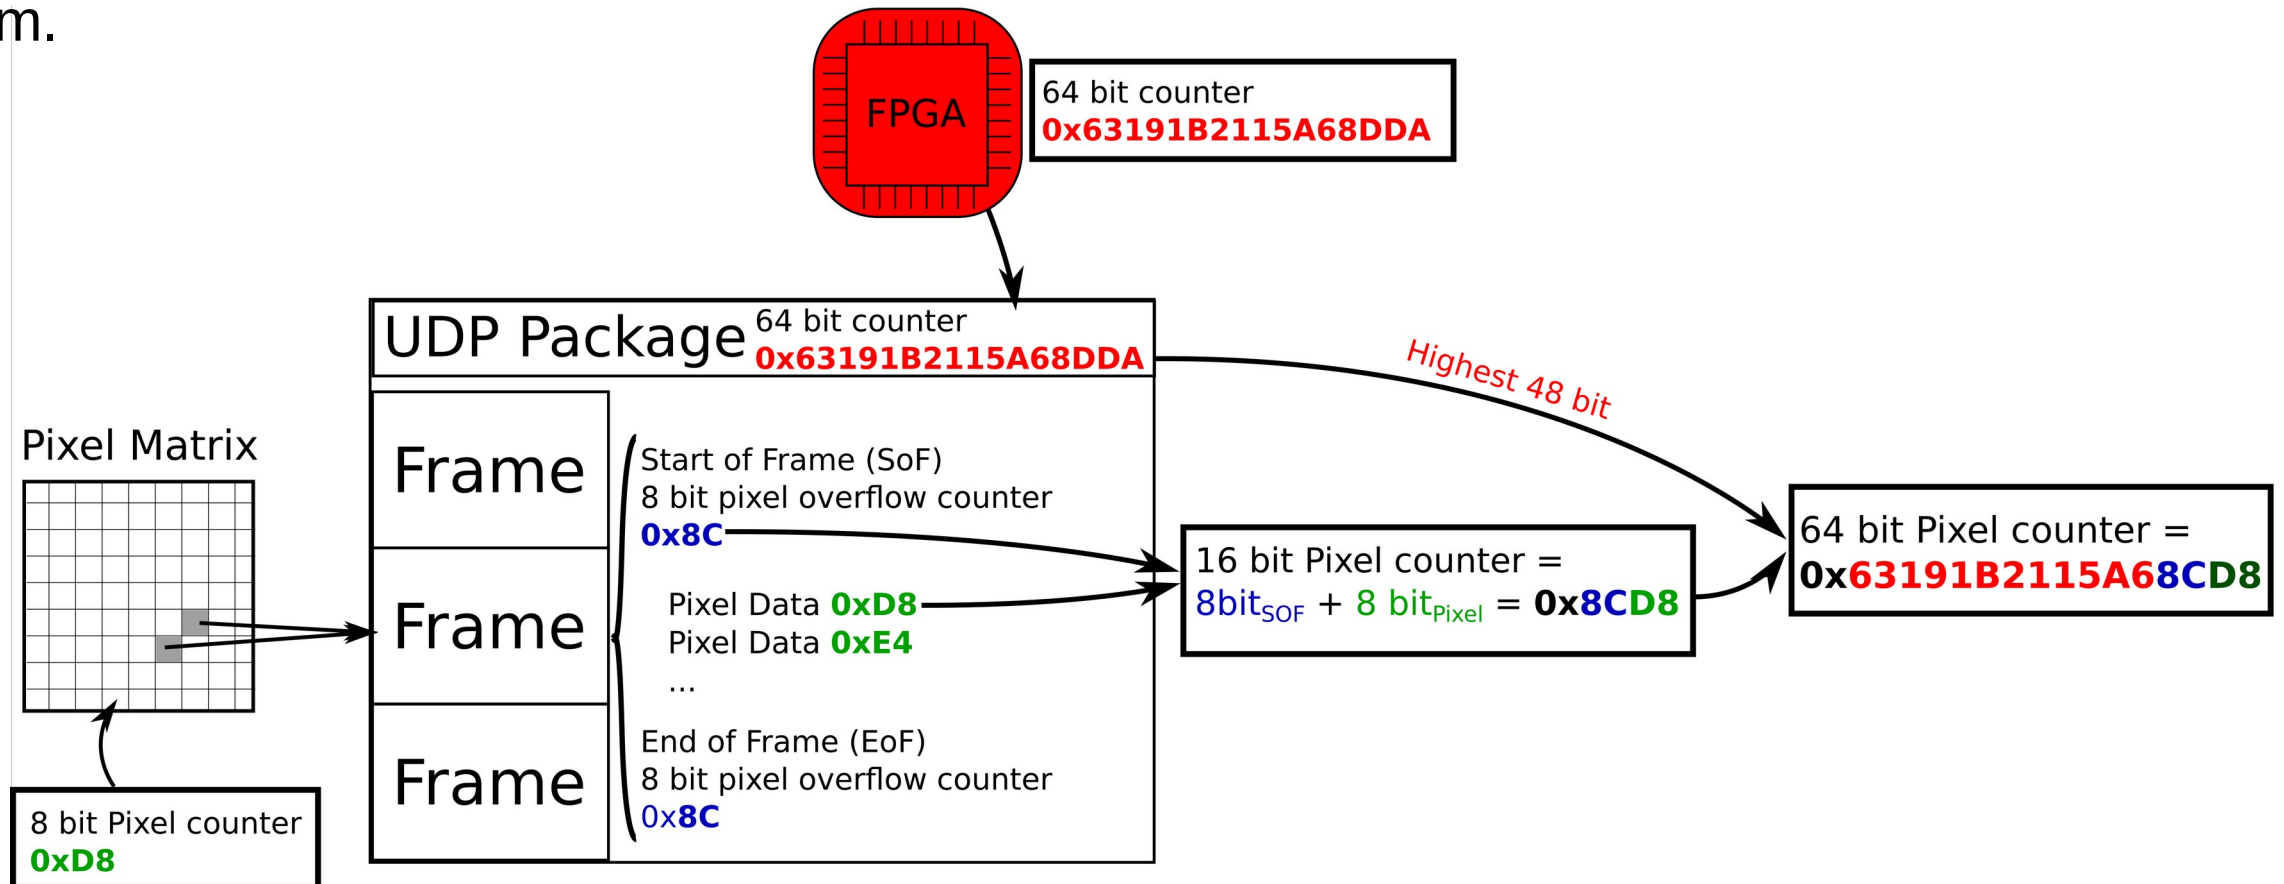 m.
FPGA
64 bit counter
0x63191B2115A68DDA
UDP Package
64 bit counter
0x63191B2115A68DDA
Highest 48 bit
Pixel Matrix
Frame
Frame
Frame
Start of Frame (SoF)
8 bit pixel overflow counter
0x8C
Pixel Data 0xD8
Pixel Data 0xE4
...
End of Frame (EoF)
8 bit pixel overflow counter
0x8C
16 bit Pixel counter =
8bitSOF + 8 bitPixel = 0x8CD8
64 bit Pixel counter =
0x63191B2115A68CD8
8 bit Pixel counter
0xD8